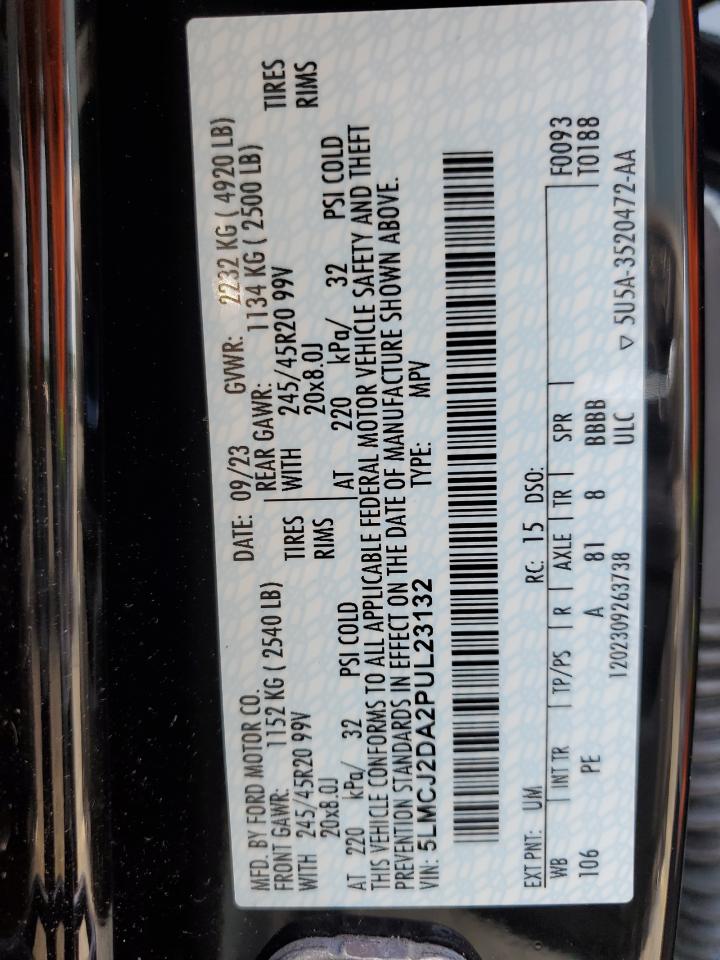 MFD. BY FORD MOTOR CO.
DATE: 09/23 GVWR: 2232 KG ( 4920 LB)
FRONT GAWR: 1152 KG ( 2540 LB) REAR GAWR: 1134 KG ( 2500 LB)
WITH 245/45R20 99V TIRES WITH 245/45R20 99V TIRES
20x8.0J RIMS 20x8.0J RIMS
AT 220 kPa/ 32 PSI COLD AT 220 kPa/ 32 PSI COLD
THIS VEHICLE CONFORMS TO ALL APPLICABLE FEDERAL MOTOR VEHICLE SAFETY AND THEFT
PREVENTION STANDARDS IN EFFECT ON THE DATE OF MANUFACTURE SHOWN ABOVE.
VIN: 5LMCJ2DA2PUL23132 TYPE: MPV
EXT PNT: UM RC: 15 DSO: F0093
WB INT TR TP/PS R AXLE TR SPR T0188
106 PE A 81 8 BBBB
ULC
1202309263738 ▽ 5U5A-3520472-AA